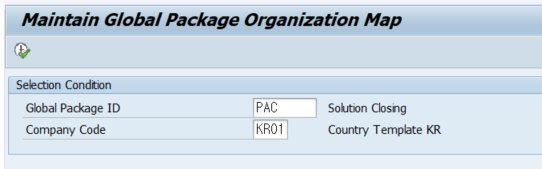 Maintain Global Package Organization Map
Selection Condition
Global Package ID PAC Solution Closing
Company Code KR01 Country Template KR